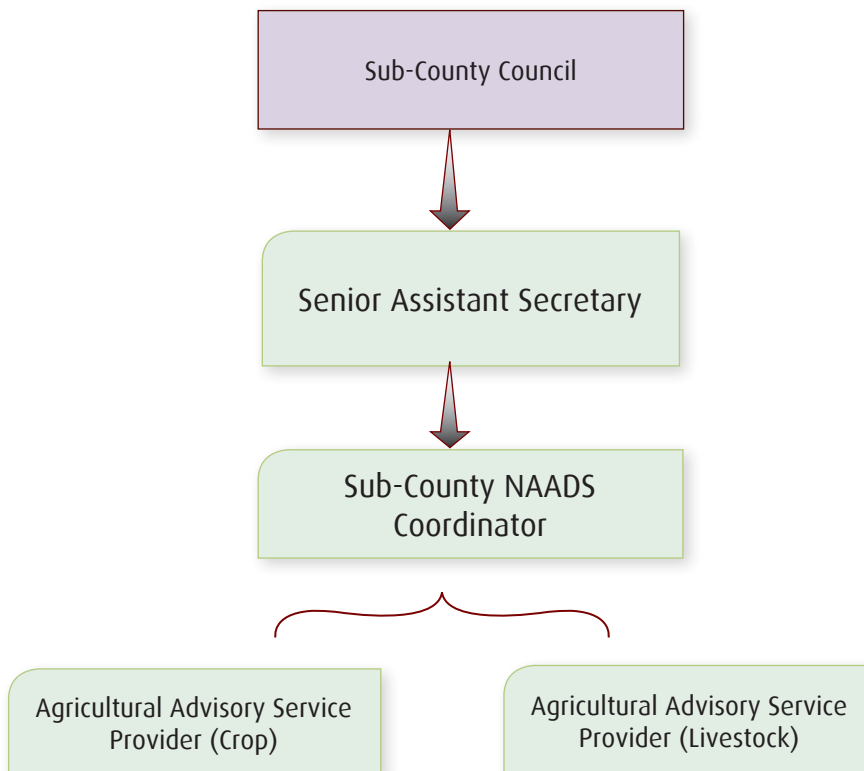 Sub-County Council
Senior Assistant Secretary
Sub-County NAADS
Coordinator
Agricultural Advisory Service
Provider (Crop)
Agricultural Advisory Service
Provider (Livestock)